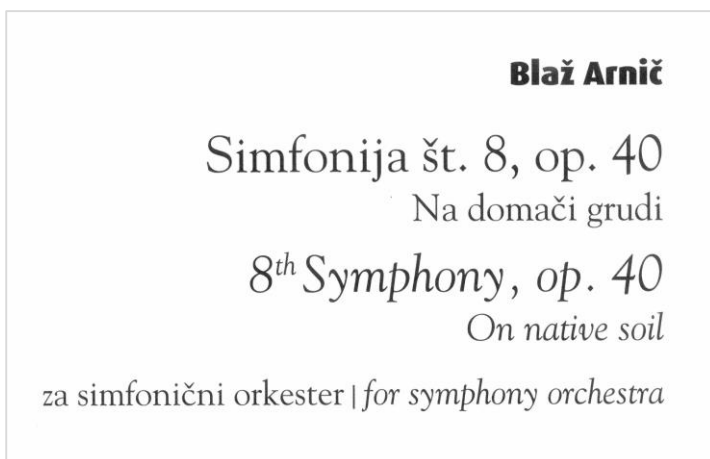 Blaž Arnič
Simfonija št. 8, op. 40
Na domači grudi
8th Symphony, op. 40
On native soil
za simfonični orkester | for symphony orchestra